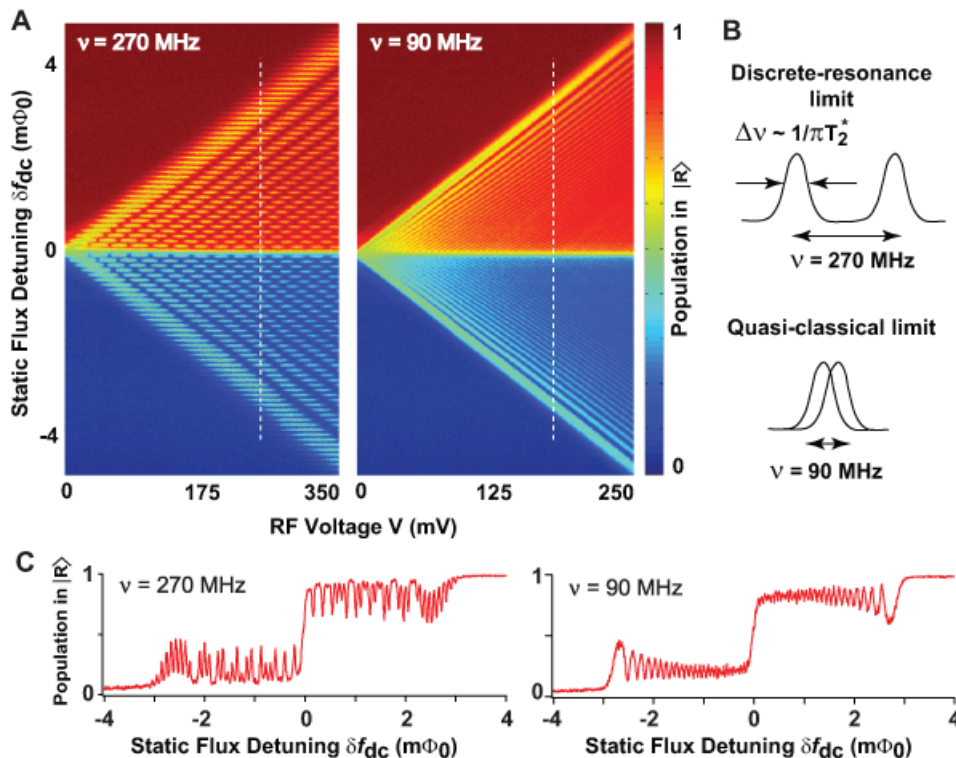 A
ν = 270 MHz
ν = 90 MHz
4
0
-4
Static Flux Detuning δf_dc (mΦ₀)
0 175 350
0 125 250
RF Voltage V (mV)
1
0
Population in |R⟩
B
Discrete-resonance
limit
Δν ~ 1/πT₂*
ν = 270 MHz
Quasi-classical limit
ν = 90 MHz
C
Population in |R⟩
1
0
ν = 270 MHz
-4 -2 0 2 4
Static Flux Detuning δf_dc (mΦ₀)
1
0
ν = 90 MHz
-4 -2 0 2 4
Static Flux Detuning δf_dc (mΦ₀)